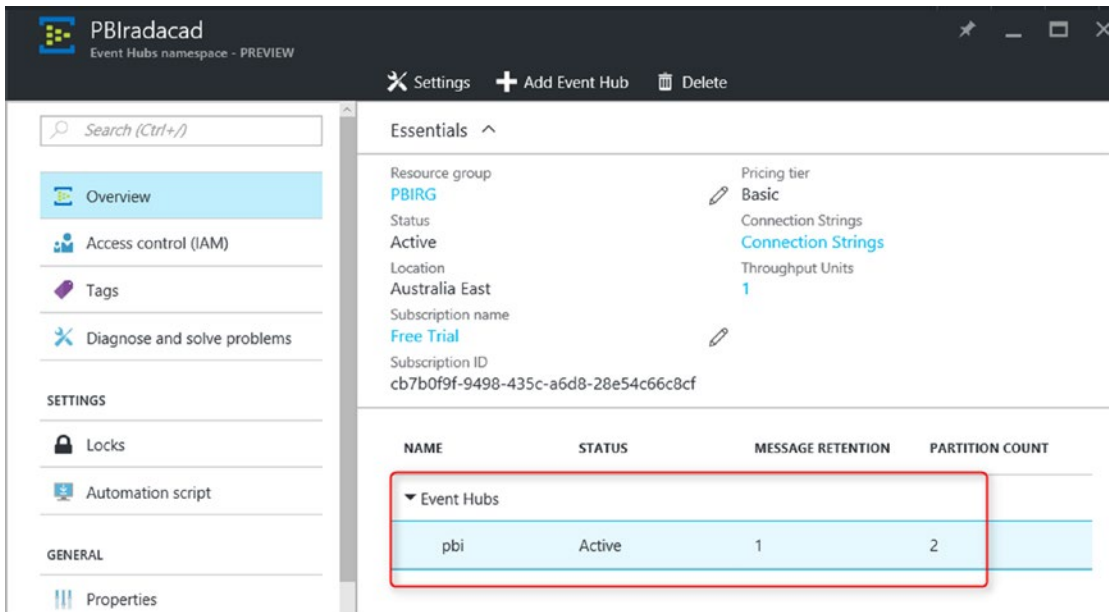 PBIradacad
Event Hubs namespace - PREVIEW
Settings Add Event Hub Delete
Search (Ctrl+/)
Overview
Access control (IAM)
Tags
Diagnose and solve problems
SETTINGS
Locks
Automation script
GENERAL
Properties
Essentials
Resource group
PBIRG
Status
Active
Location
Australia East
Subscription name
Free Trial
Subscription ID
cb7b0f9f-9498-435c-a6d8-28e54c66c8cf
Pricing tier
Basic
Connection Strings
Connection Strings
Throughput Units
1
NAME STATUS MESSAGE RETENTION PARTITION COUNT
Event Hubs
pbi Active 1 2